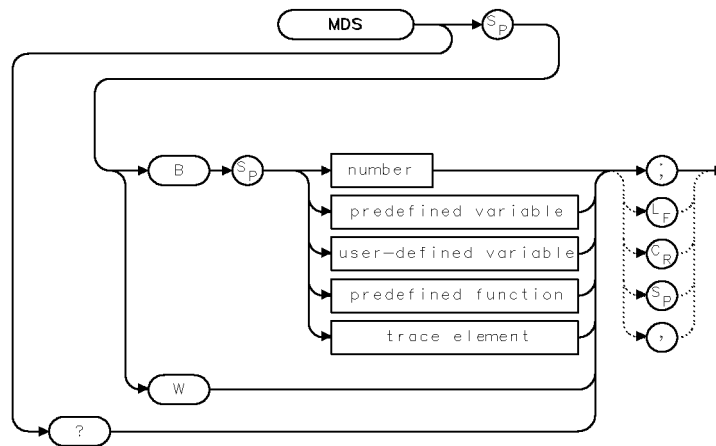 MDS SP
B SP number ;
predefined variable LF
user-defined variable CR
predefined function SP
trace element ,
W
?